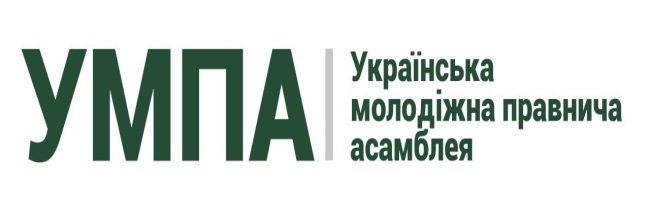 УМПА
Українська
молодіжна правнича
асамблея